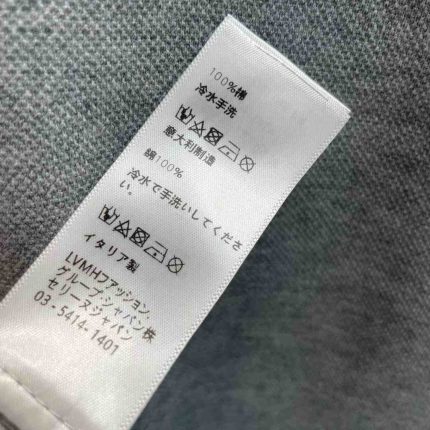 100%棉
冷水手洗
意大利制造
綿100%
冷水で手洗いしてくださ
い。
イタリア製
LVMHファッション.
グループ・ジャパン株
セリーヌジャパン
03-5414-1401